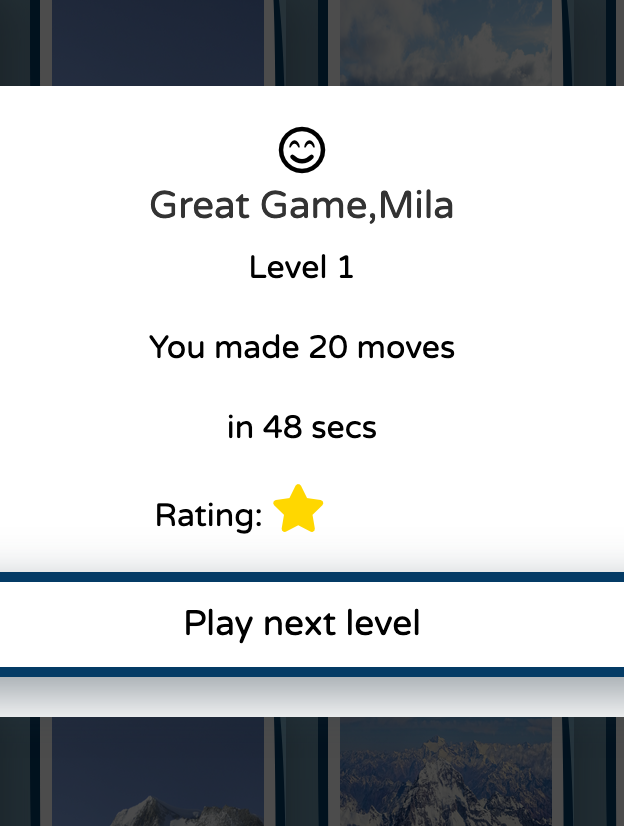 Great Game,Mila
Level 1
You made 20 moves
in 48 secs
Rating:
Play next level